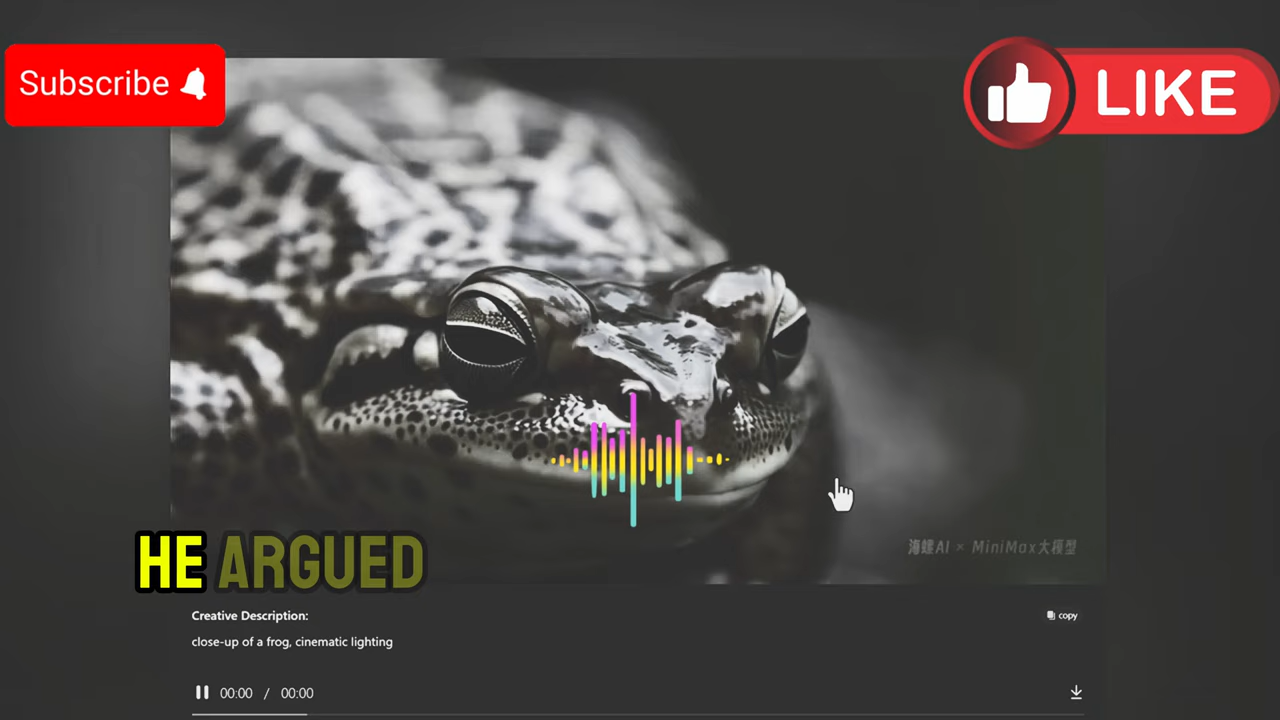 Subscribe
LIKE
海螺AI × MiniMax大模型
HE ARGUED
Creative Description:
copy
close-up of a frog, cinematic lighting
00:00 / 00:00